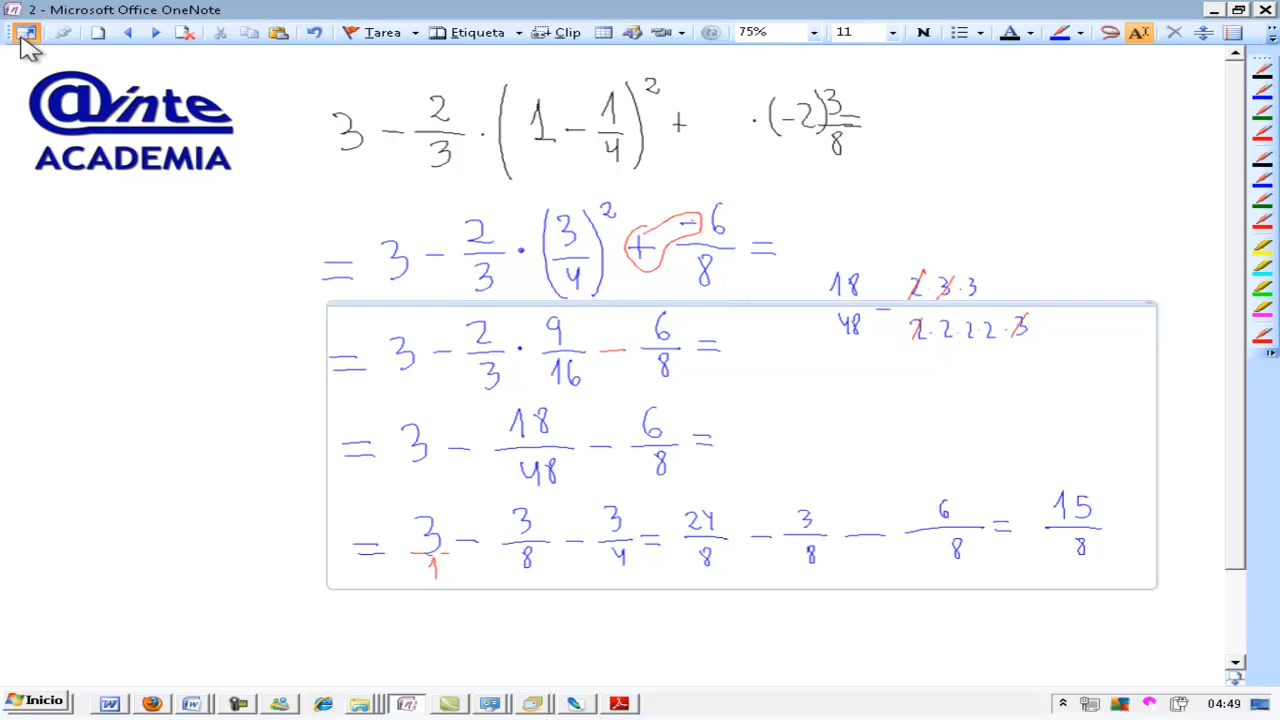 2 - Microsoft Office OneNote
Tarea Etiqueta Clip 75% 11 N A A
@inte
ACADEMIA
3 - 2/3 · (1 - 1/4)² + · (-2) 3/8 =
= 3 - 2/3 · (3/4)² + -6/8 =
18/48 - 2·3·3/2·2·2·2·3
= 3 - 2/3 · 9/16 - 6/8 =
= 3 - 18/48 - 6/8 =
= 3/1 - 3/8 - 3/4 = 24/8 - 3/8 - 6/8 = 15/8
Inicio 04:49